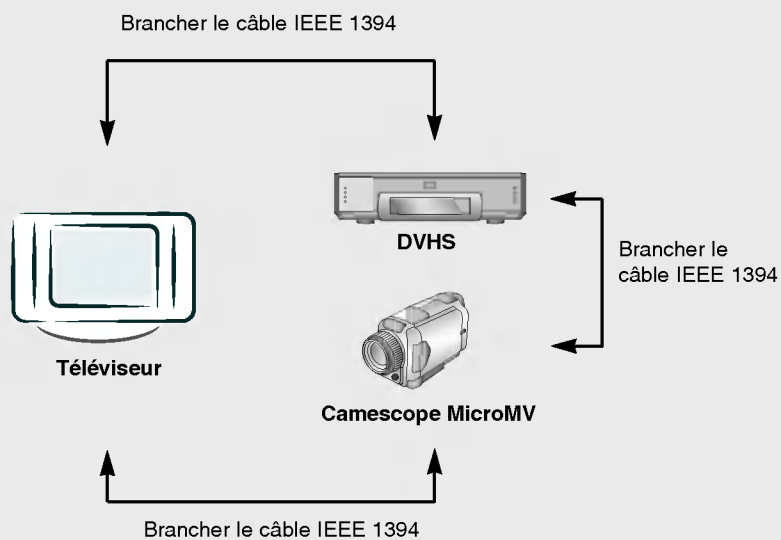 Brancher le câble IEEE 1394
DVHS
Brancher le
câble IEEE 1394
Téléviseur
Camescope MicroMV
Brancher le câble IEEE 1394